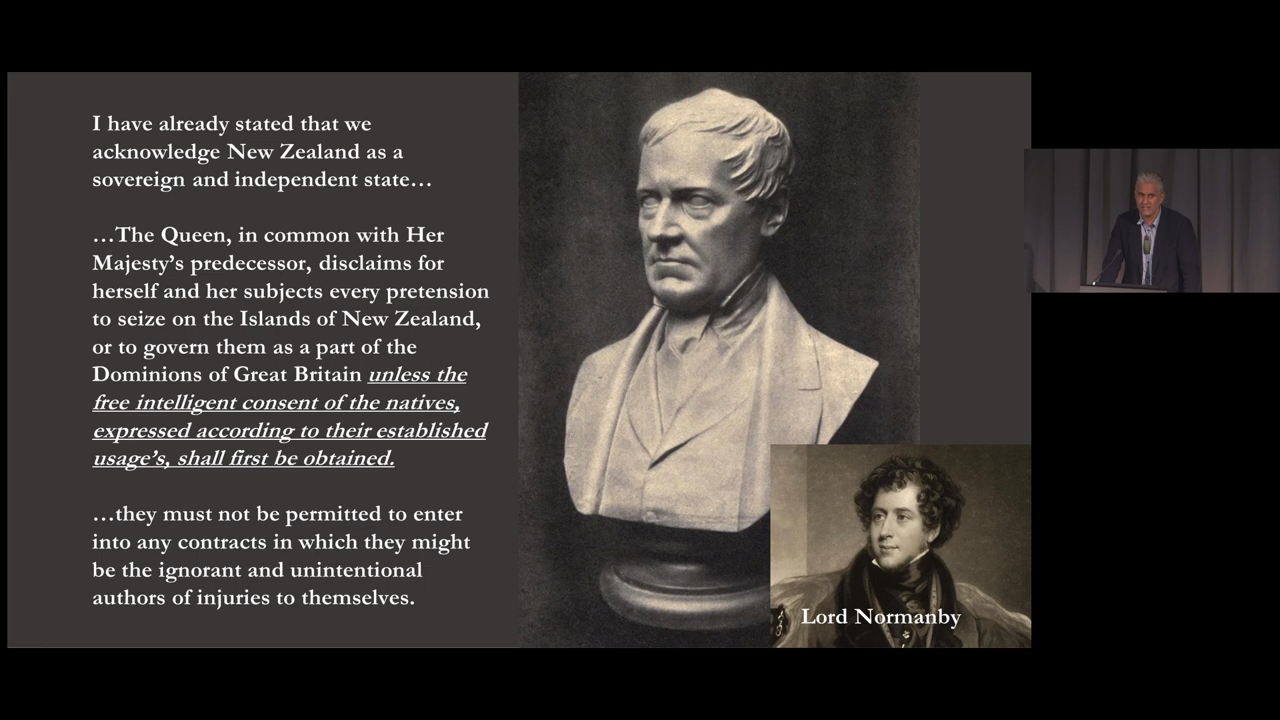 I have already stated that we
acknowledge New Zealand as a
sovereign and independent state…
…The Queen, in common with Her
Majesty’s predecessor, disclaims for
herself and her subjects every pretension
to seize on the Islands of New Zealand,
or to govern them as a part of the
Dominions of Great Britain unless the
free intelligent consent of the natives,
expressed according to their established
usage’s, shall first be obtained.
…they must not be permitted to enter
into any contracts in which they might
be the ignorant and unintentional
authors of injuries to themselves.
Lord Normanby